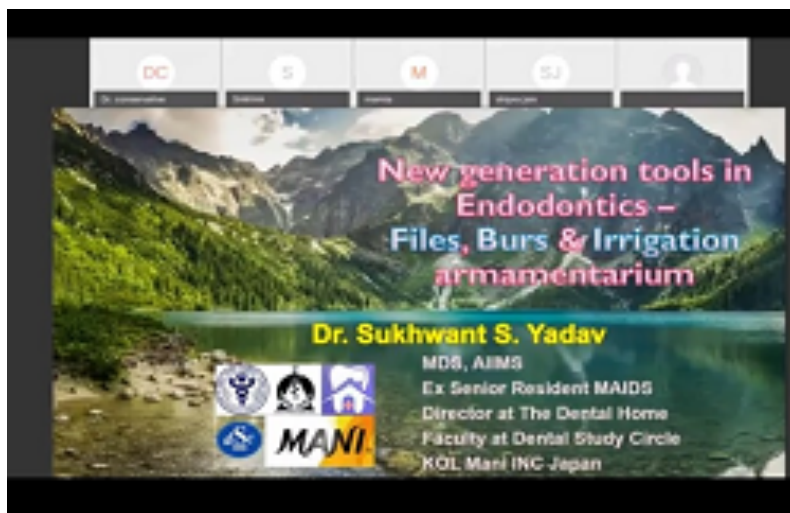 DC
S
M
SJ
New generation tools in
Endodontics –
Files, Burs & Irrigation
armamentarium
Dr. Sukhwant S. Yadav
MDS, AIIMS
Ex Senior Resident MAIDS
Director at The Dental Home
Faculty at Dental Study Circle
KOL Mani INC Japan
MANI